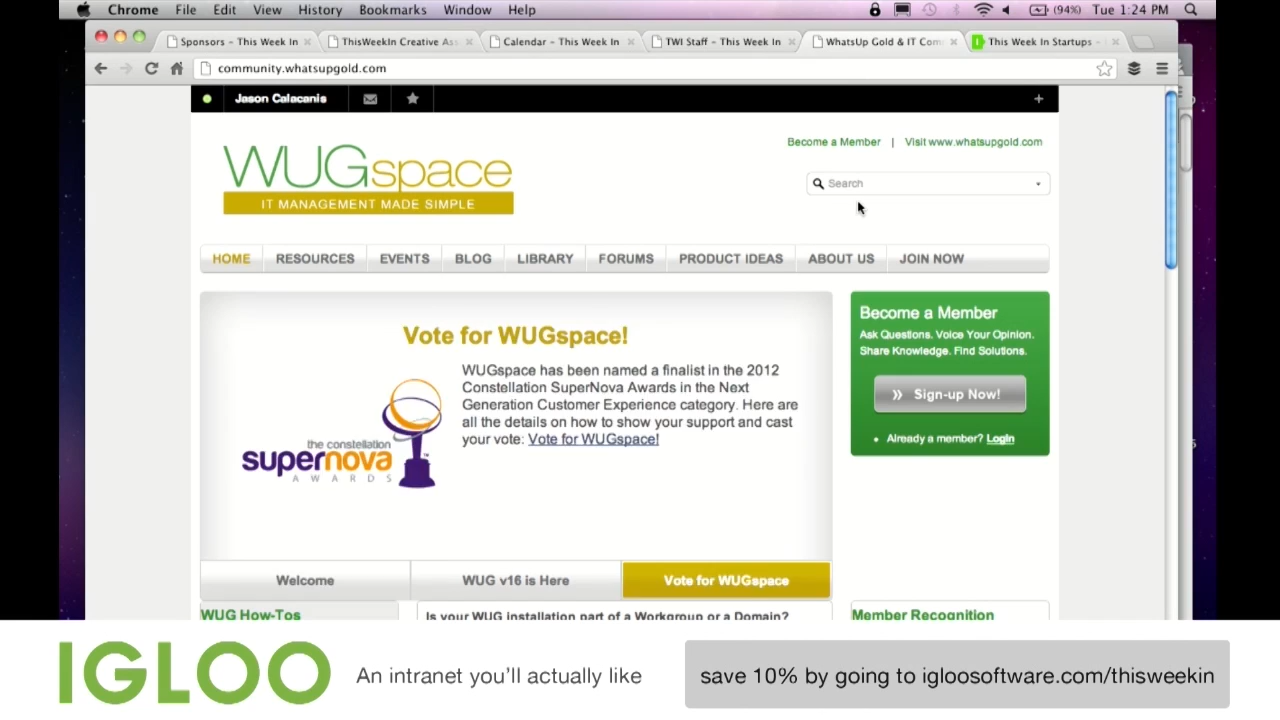 Chrome File Edit View History Bookmarks Window Help (94%) Tue 1:24 PM
Sponsors – This Week In ThisWeekIn Creative Ass Calendar – This Week In TWI Staff – This Week In WhatsUp Gold & IT Com This Week In Startups –
community.whatsupgold.com
Jason Calacanis
Become a Member | Visit www.whatsupgold.com
WUGspace
IT MANAGEMENT MADE SIMPLE
Search
HOME RESOURCES EVENTS BLOG LIBRARY FORUMS PRODUCT IDEAS ABOUT US JOIN NOW
Vote for WUGspace!
WUGspace has been named a finalist in the 2012
Constellation SuperNova Awards in the Next
Generation Customer Experience category. Here are
all the details on how to show your support and cast
your vote: Vote for WUGspace!
the constellation
supernova
AWARDS
Become a Member
Ask Questions. Voice Your Opinion.
Share Knowledge. Find Solutions.
» Sign-up Now!
• Already a member? Login
Welcome WUG v16 is Here Vote for WUGspace
WUG How-Tos Is your WUG installation part of a Workgroup or a Domain? Member Recognition
IGLOO An intranet you'll actually like save 10% by going to igloosoftware.com/thisweekin